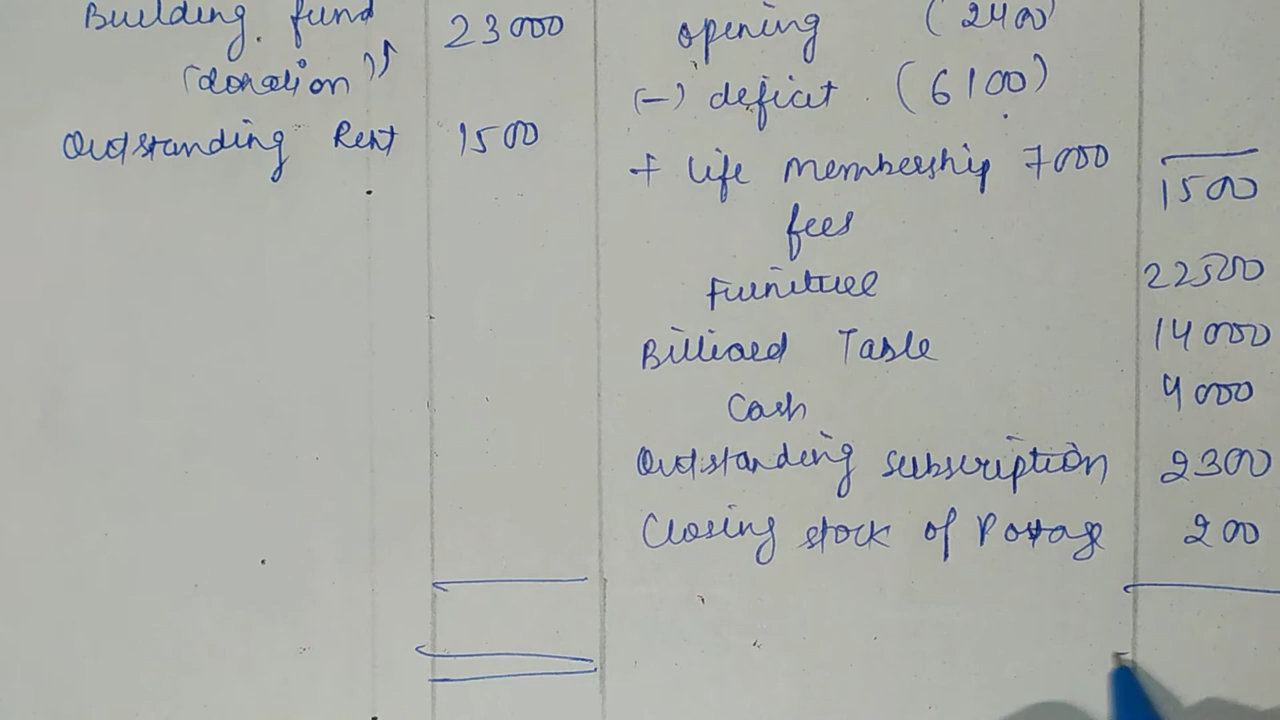 Building fund 23000
(donation)
Outstanding Rent 1500
opening (2400)
(-) deficit (6100)
+ life membership 7000 1500
fees
Furniture 22500
Billiard Table 14000
Cash 4000
Outstanding subscription 2300
Closing stock of Postage 200